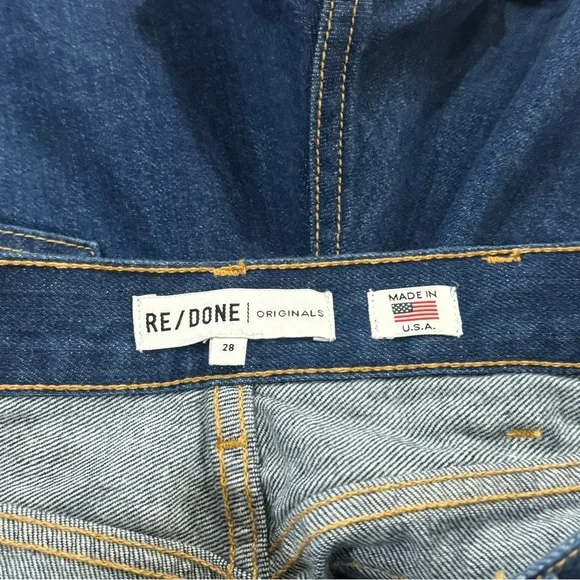 RE/DONE | ORIGINALS
28
MADE IN
U.S.A.